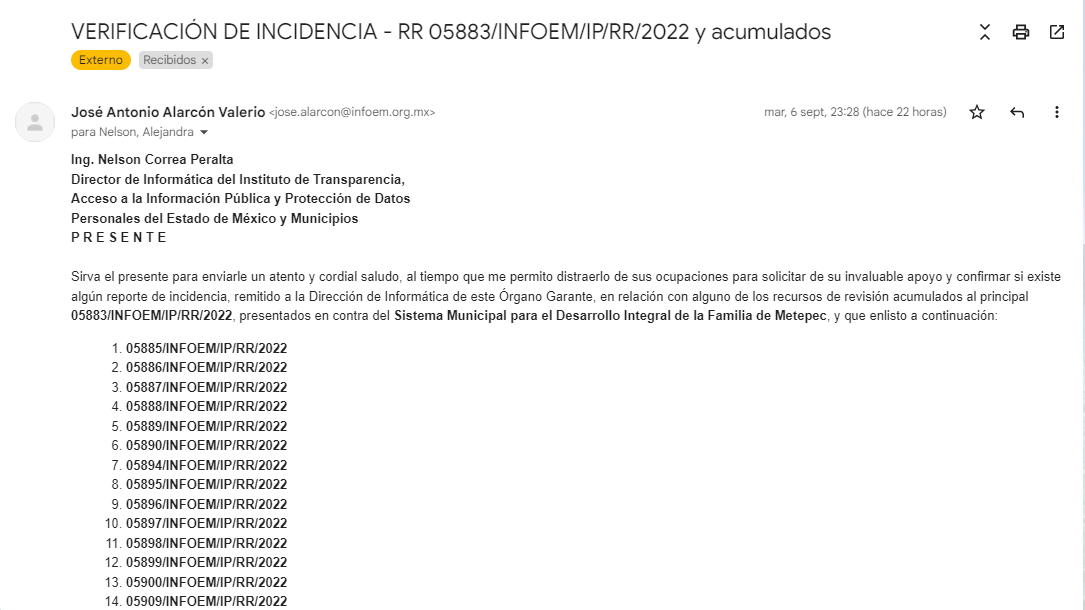 VERIFICACIÓN DE INCIDENCIA - RR 05883/INFOEM/IP/RR/2022 y acumulados
Externo Recibidos ×
José Antonio Alarcón Valerio <jose.alarcon@infoem.org.mx> mar, 6 sept, 23:28 (hace 22 horas)
para Nelson, Alejandra
Ing. Nelson Correa Peralta
Director de Informática del Instituto de Transparencia,
Acceso a la Información Pública y Protección de Datos
Personales del Estado de México y Municipios
P R E S E N T E
Sirva el presente para enviarle un atento y cordial saludo, al tiempo que me permito distraerlo de sus ocupaciones para solicitar de su invaluable apoyo y confirmar si existe
algún reporte de incidencia, remitido a la Dirección de Informática de este Órgano Garante, en relación con alguno de los recursos de revisión acumulados al principal
05883/INFOEM/IP/RR/2022, presentados en contra del Sistema Municipal para el Desarrollo Integral de la Familia de Metepec, y que enlisto a continuación:
1. 05885/INFOEM/IP/RR/2022
2. 05886/INFOEM/IP/RR/2022
3. 05887/INFOEM/IP/RR/2022
4. 05888/INFOEM/IP/RR/2022
5. 05889/INFOEM/IP/RR/2022
6. 05890/INFOEM/IP/RR/2022
7. 05894/INFOEM/IP/RR/2022
8. 05895/INFOEM/IP/RR/2022
9. 05896/INFOEM/IP/RR/2022
10. 05897/INFOEM/IP/RR/2022
11. 05898/INFOEM/IP/RR/2022
12. 05899/INFOEM/IP/RR/2022
13. 05900/INFOEM/IP/RR/2022
14. 05909/INFOEM/IP/RR/2022